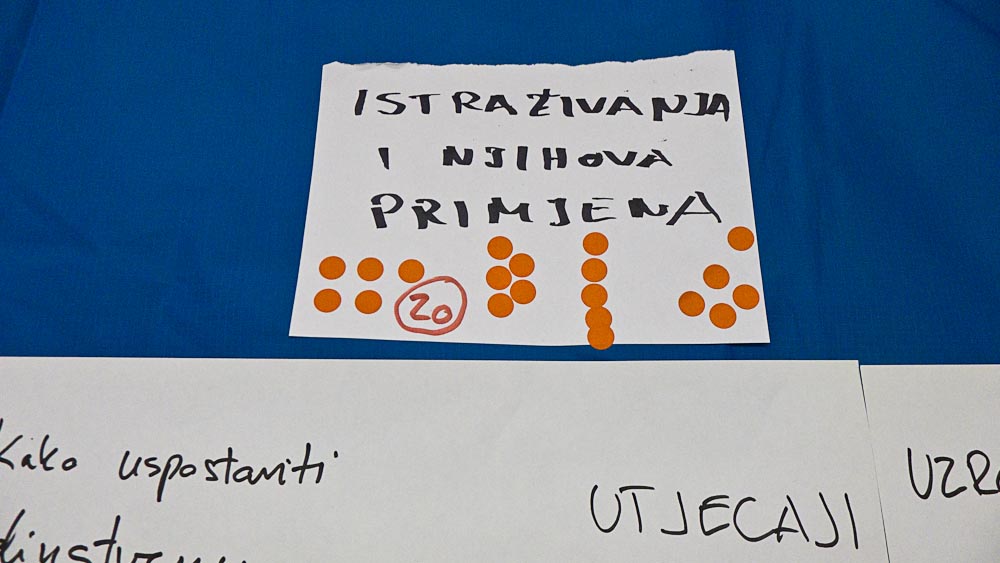 ISTRAŽIVANJA
I NJIHOVA
PRIMJENA
20
Kako uspostaviti
UTJECAJI